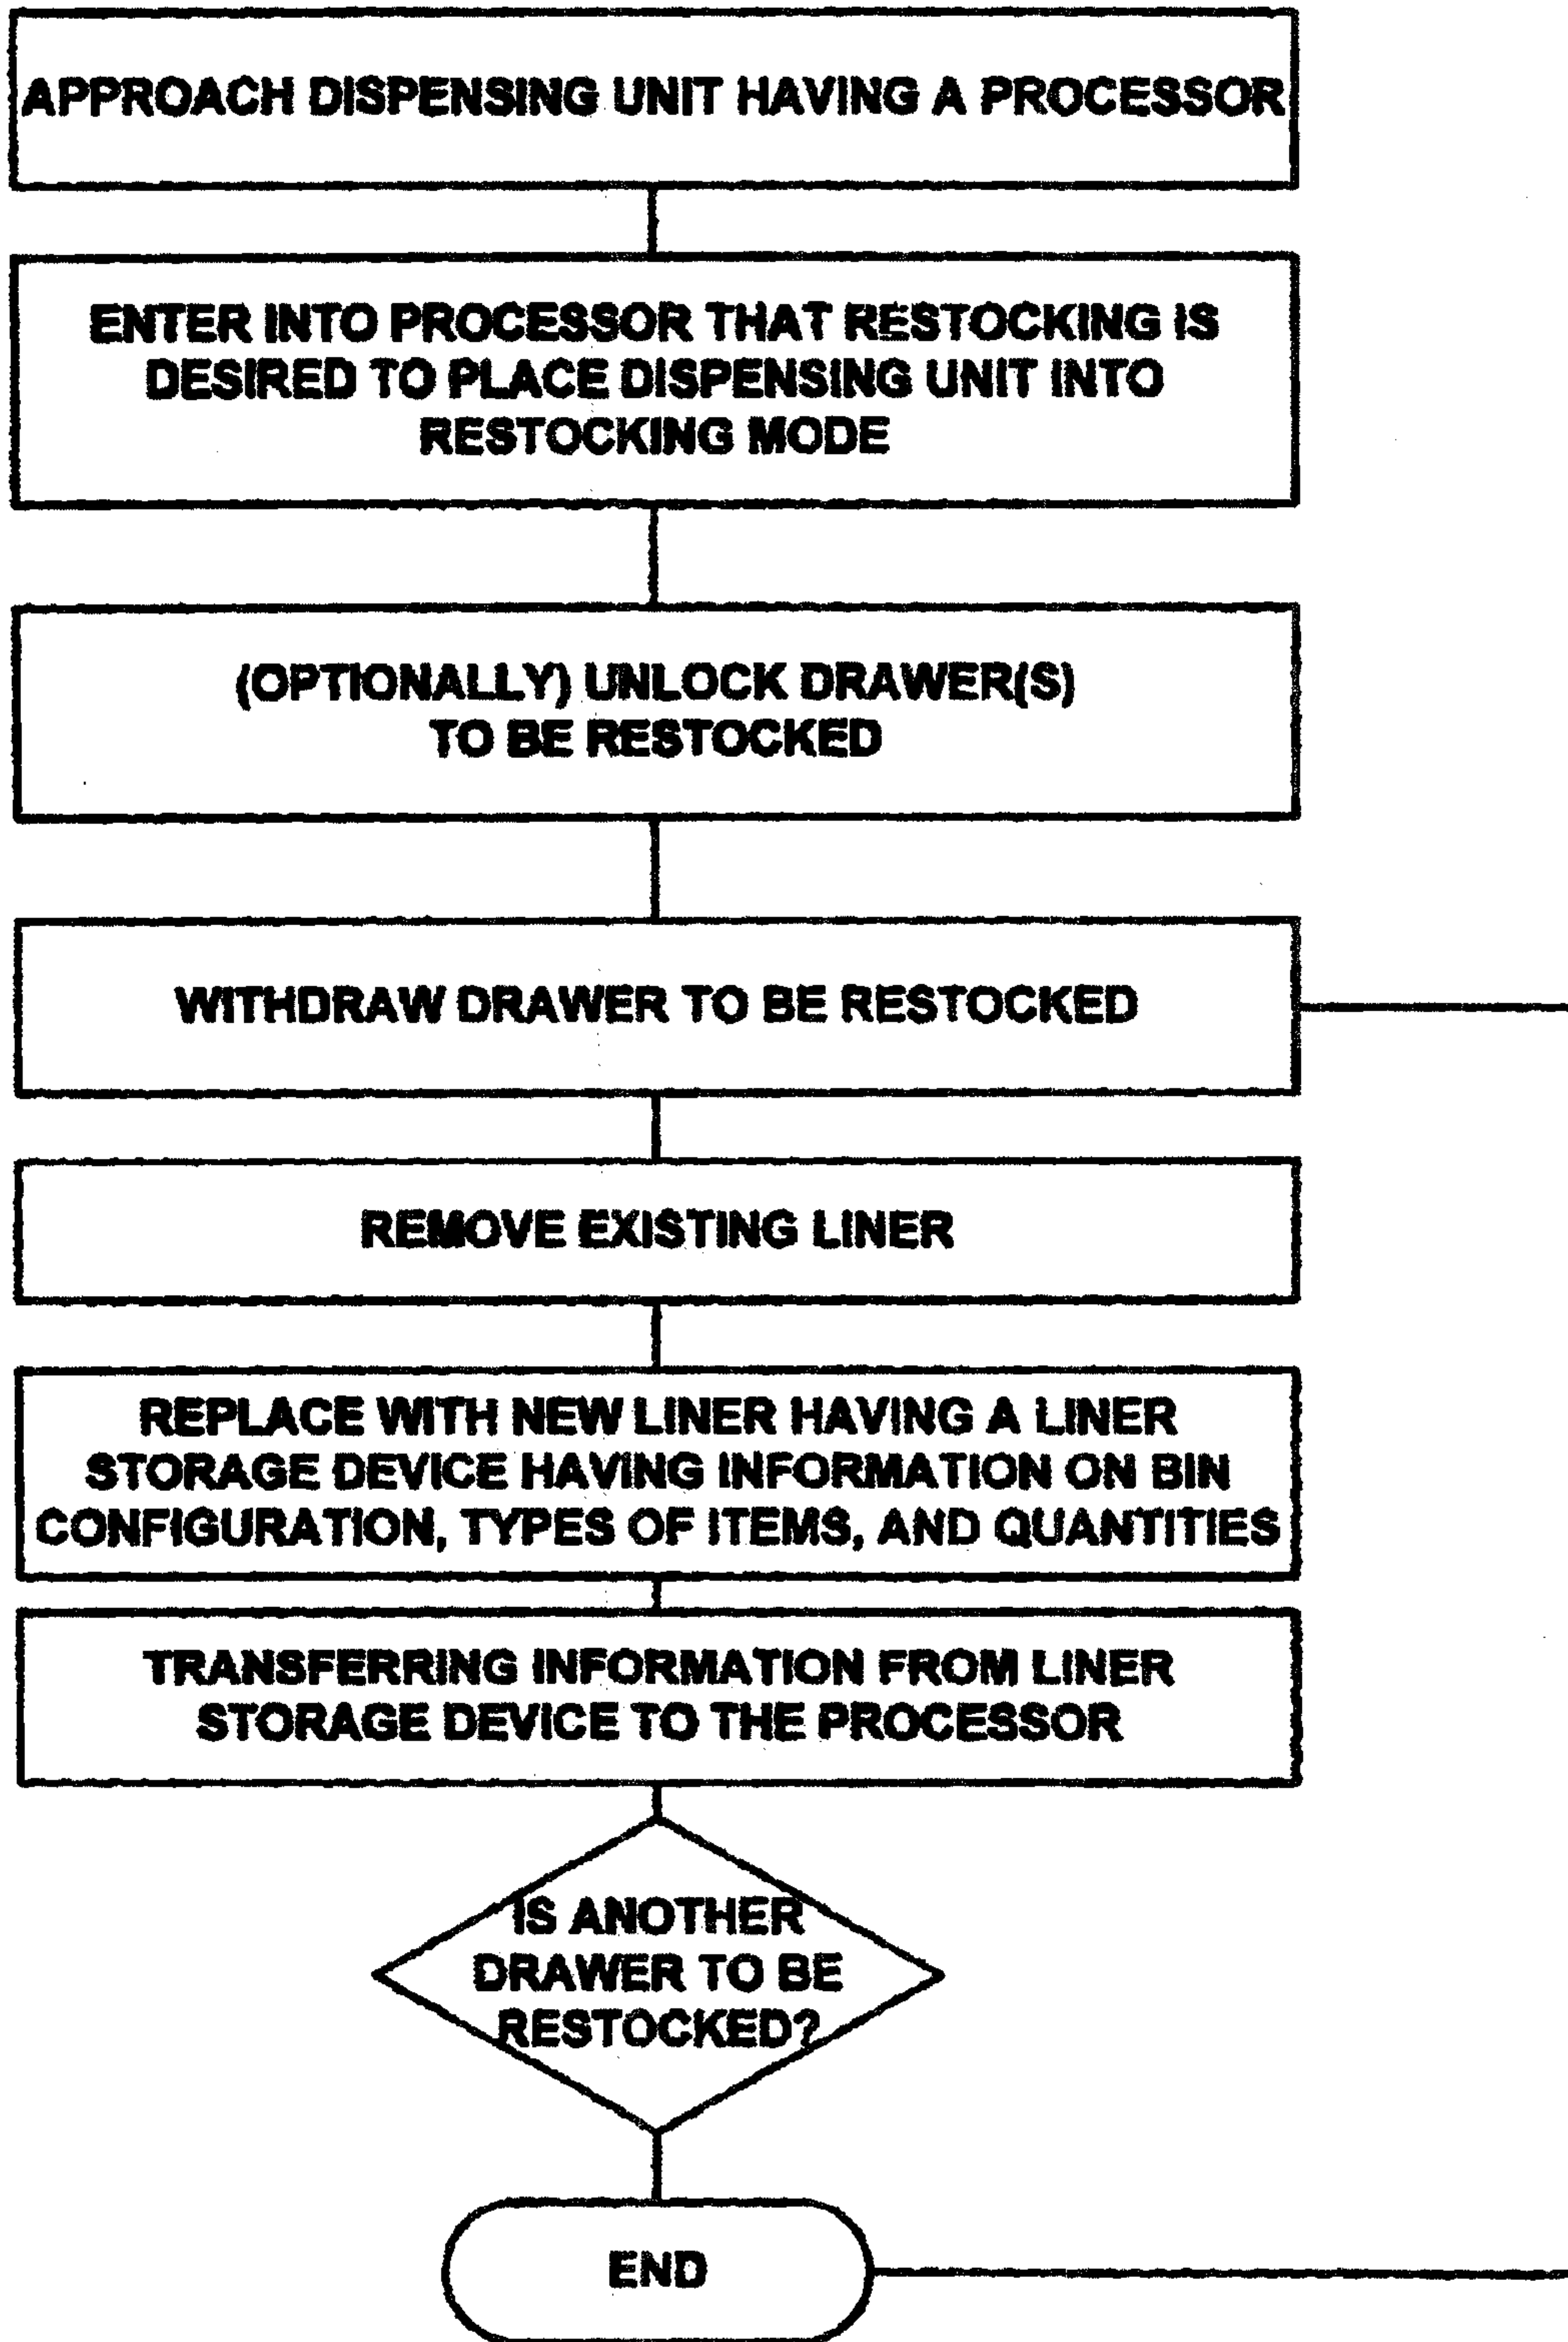 APPROACH DISPENSING UNIT HAVING A PROCESSOR
ENTER INTO PROCESSOR THAT RESTOCKING IS
DESIRED TO PLACE DISPENSING UNIT INTO
RESTOCKING MODE
(OPTIONALLY) UNLOCK DRAWER(S)
TO BE RESTOCKED
WITHDRAW DRAWER TO BE RESTOCKED
REMOVE EXISTING LINER
REPLACE WITH NEW LINER HAVING A LINER
STORAGE DEVICE HAVING INFORMATION ON BIN
CONFIGURATION, TYPES OF ITEMS, AND QUANTITIES
TRANSFERRING INFORMATION FROM LINER
STORAGE DEVICE TO THE PROCESSOR
IS ANOTHER
DRAWER TO BE
RESTOCKED?
END